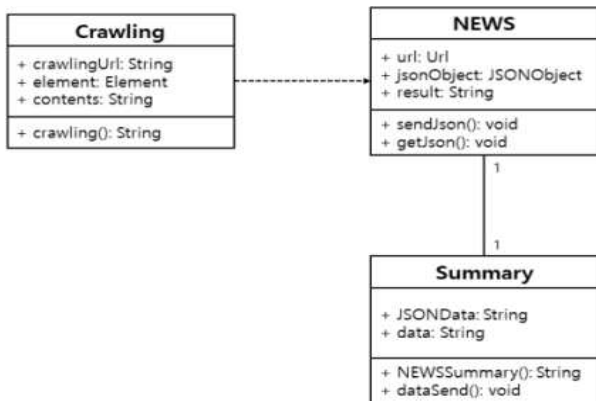 Crawling
+ crawlingUrl: String
+ element: Element
+ contents: String
+ crawling(): String
NEWS
+ url: Url
+ jsonObject: JSONObject
+ result: String
+ sendJson(): void
+ getJson(): void
1
1
Summary
+ JSONData: String
+ data: String
+ NEWSSummary(): String
+ dataSend(): void